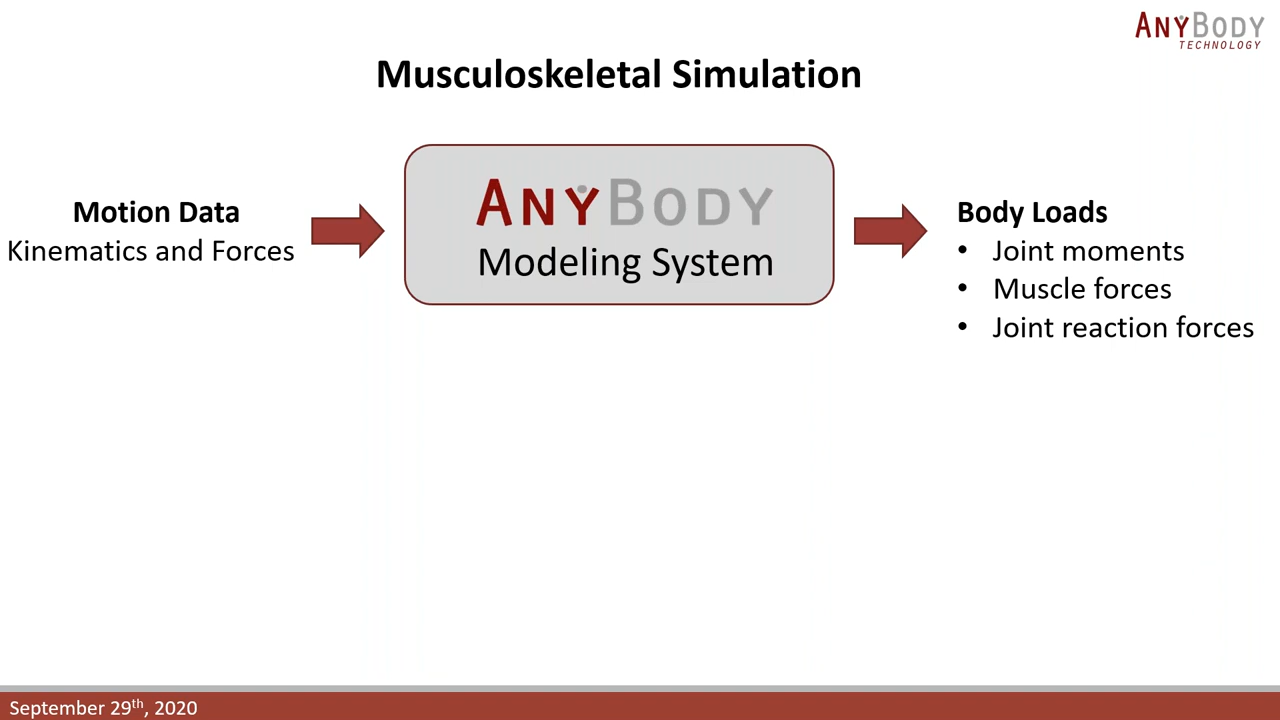 ANYBODY
TECHNOLOGY
Musculoskeletal Simulation
Motion Data
Kinematics and Forces
ANYBODY
Modeling System
Body Loads
• Joint moments
• Muscle forces
• Joint reaction forces
September 29th, 2020